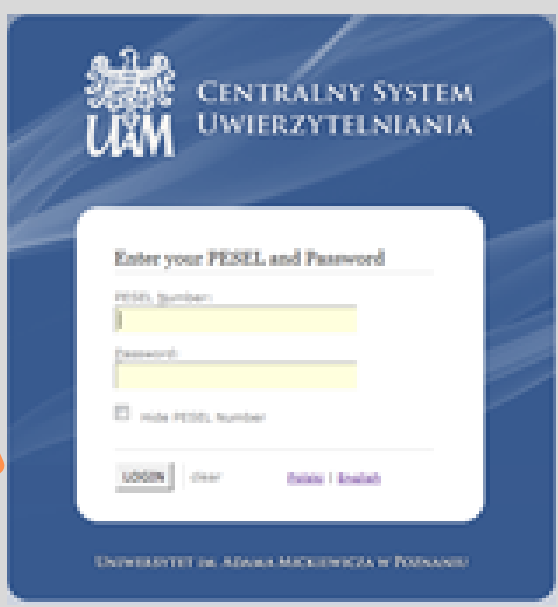 UAM
CENTRALNY SYSTEM
UWIERZYTELNIANIA
Enter your PESEL and Password
PESEL Number:
Password:
Hide PESEL Number
LOGIN clear Polski | English
UNIWERSYTET IM. ADAMA MICKIEWICZA W POZNANIU